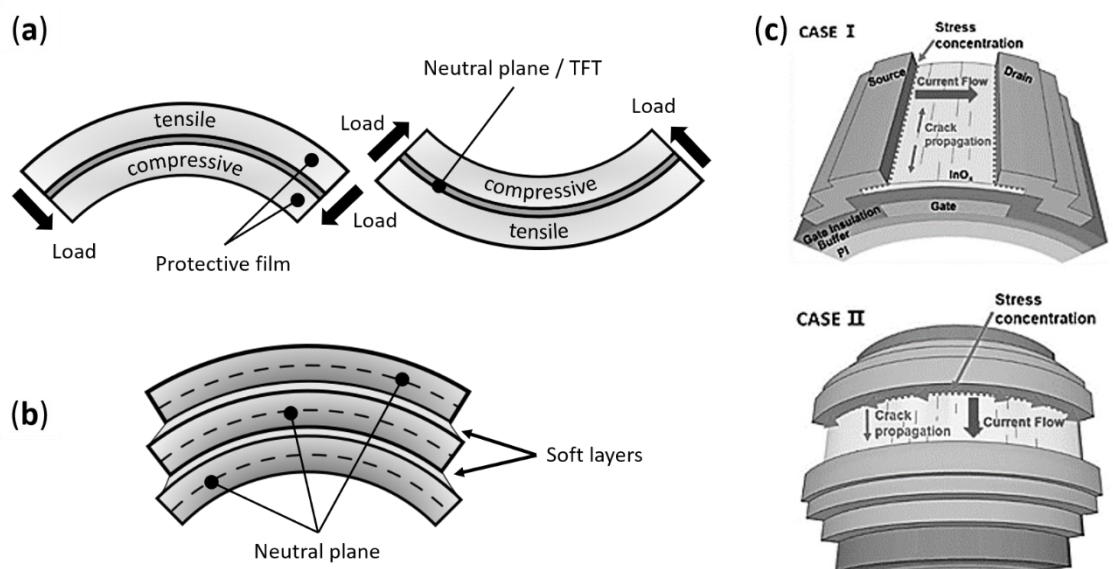 (a)
Neutral plane / TFT
Load
Load
tensile
compressive
compressive
tensile
Load
Load
Protective film
(b)
Soft layers
Neutral plane
(c)
CASE I
Stress
concentration
Source
Drain
Current Flow
Crack
propagation
InOₓ
Gate
Gate Insulation
Buffer
PI
CASE II
Stress
concentration
Crack
propagation
Current Flow